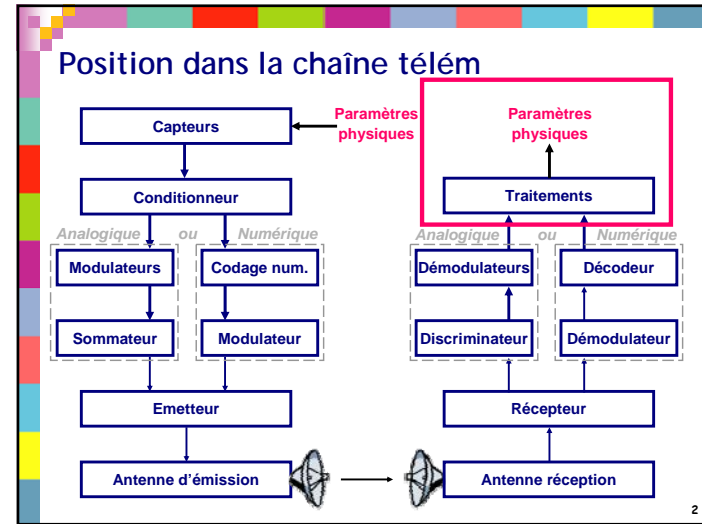 Position dans la chaîne télém
Capteurs
Paramètres
physiques
Conditionneur
Analogique ou Numérique
Modulateurs
Codage num.
Sommateur
Modulateur
Emetteur
Antenne d’émission
Paramètres
physiques
Traitements
Analogique ou Numérique
Démodulateurs
Décodeur
Discriminateur
Démodulateur
Récepteur
Antenne réception
2